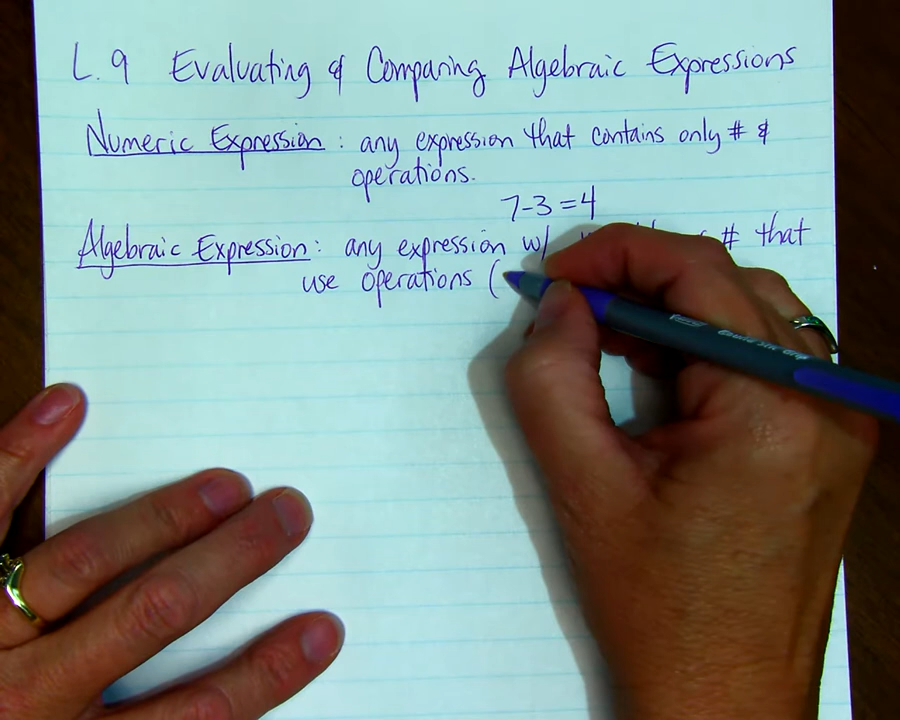 L.9 Evaluating & Comparing Algebraic Expressions
Numeric Expression: any expression that contains only # &
operations.
7-3=4
Algebraic Expression: any expression w/ # that
use operations (